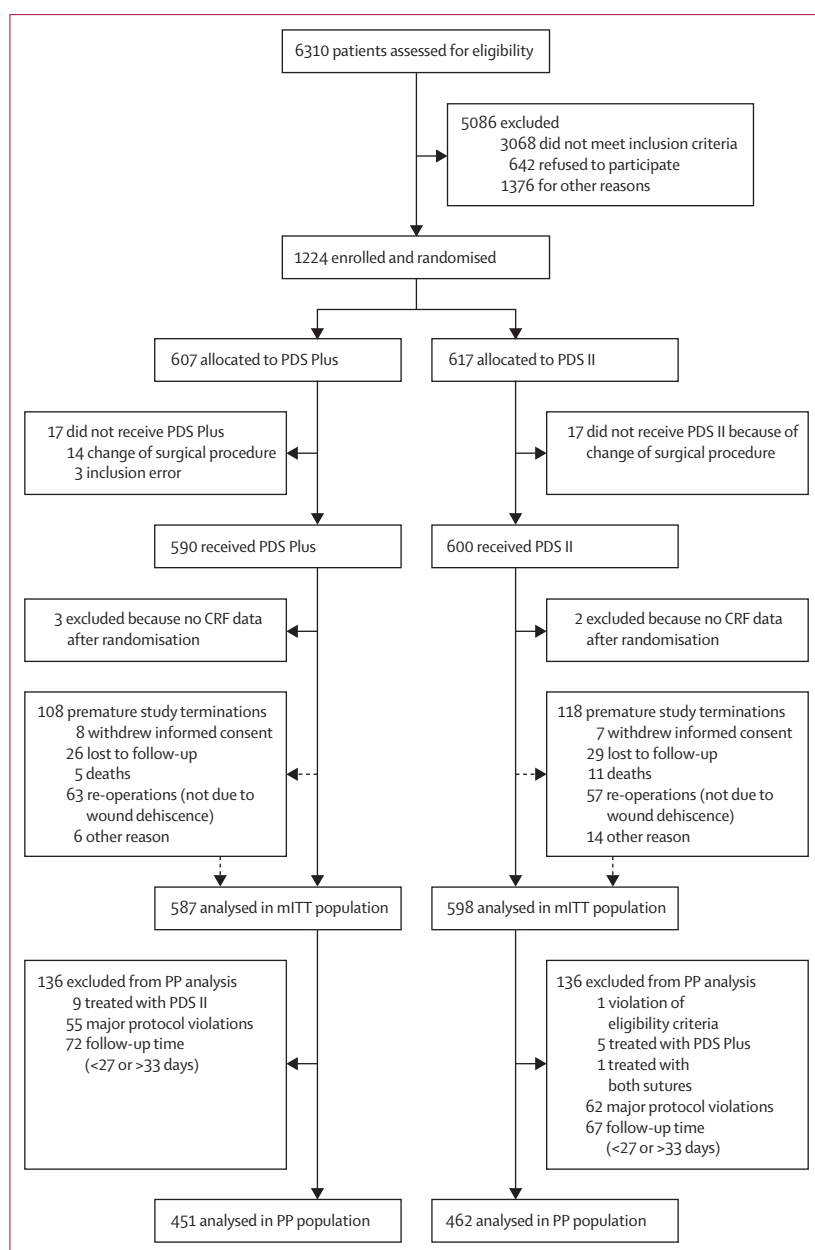 6310 patients assessed for eligibility
5086 excluded
3068 did not meet inclusion criteria
642 refused to participate
1376 for other reasons
1224 enrolled and randomised
607 allocated to PDS Plus
617 allocated to PDS II
17 did not receive PDS Plus
14 change of surgical procedure
3 inclusion error
17 did not receive PDS II because of
change of surgical procedure
590 received PDS Plus
600 received PDS II
3 excluded because no CRF data
after randomisation
2 excluded because no CRF data
after randomisation
108 premature study terminations
8 withdrew informed consent
26 lost to follow-up
5 deaths
63 re-operations (not due to
wound dehiscence)
6 other reason
118 premature study terminations
7 withdrew informed consent
29 lost to follow-up
11 deaths
57 re-operations (not due to
wound dehiscence)
14 other reason
587 analysed in mITT population
598 analysed in mITT population
136 excluded from PP analysis
9 treated with PDS II
55 major protocol violations
72 follow-up time
(<27 or >33 days)
136 excluded from PP analysis
1 violation of
eligibility criteria
5 treated with PDS Plus
1 treated with
both sutures
62 major protocol violations
67 follow-up time
(<27 or >33 days)
451 analysed in PP population
462 analysed in PP population